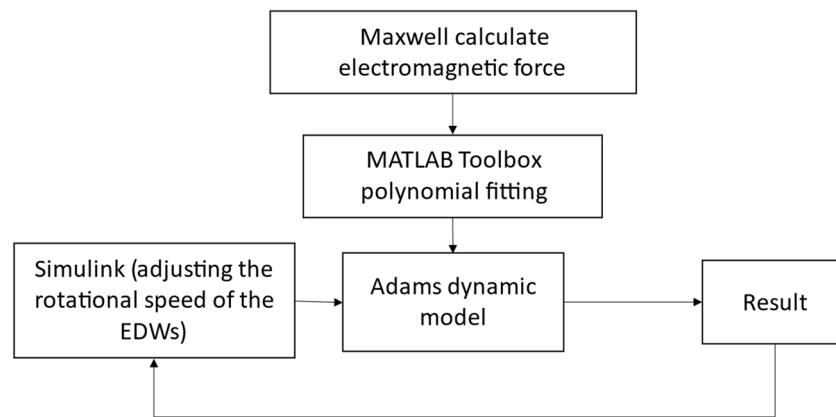 Maxwell calculate
electromagnetic force
MATLAB Toolbox
polynomial fitting
Simulink (adjusting the
rotational speed of the
EDWs)
Adams dynamic
model
Result